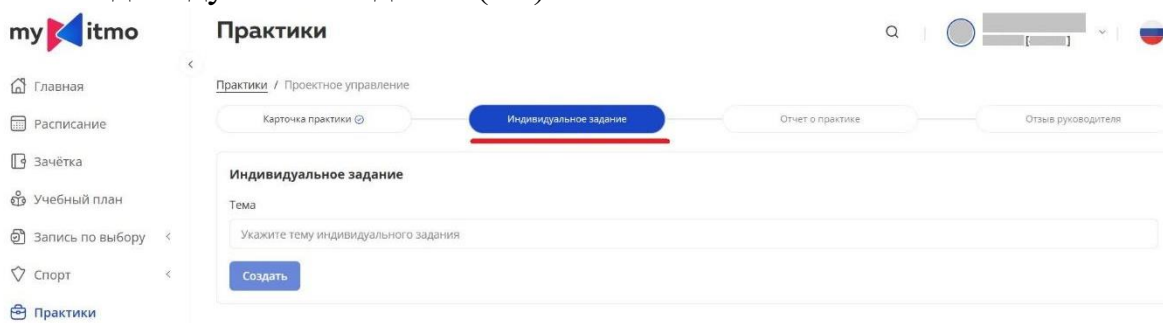 my itmo
Практики
[ ]
Главная
Практики / Проектное управление
Расписание
Карточка практики
Индивидуальное задание
Отчет о практике
Отзыв руководителя
Зачётка
Индивидуальное задание
Учебный план
Тема
Запись по выбору
Укажите тему индивидуального задания
Спорт
Создать
Практики